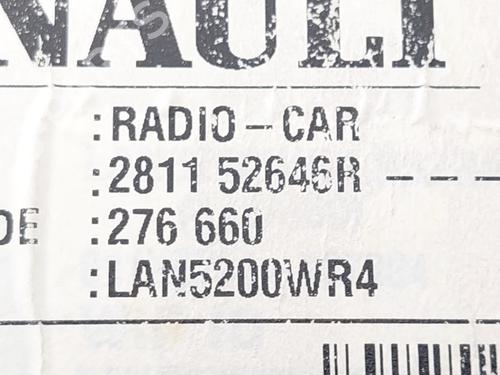 NAULT
:RADIO-CAR
:2811 52646R ----
DE :276 660
:LAN5200WR4